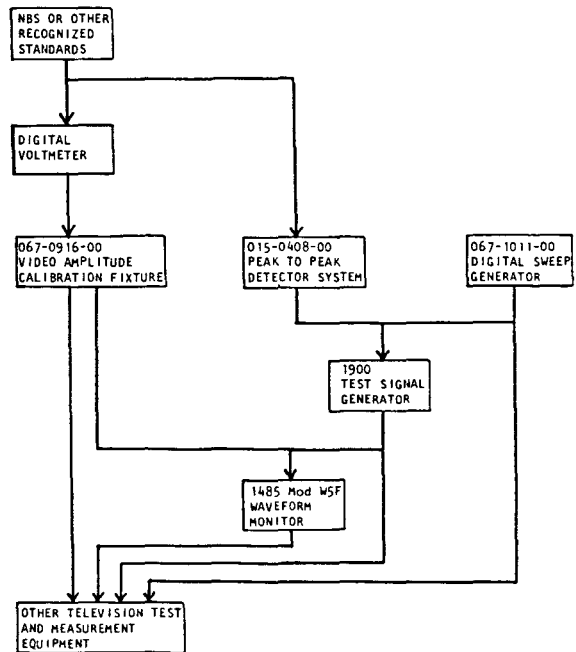 NBS OR OTHER
RECOGNIZED
STANDARDS
DIGITAL
VOLTMETER
067-0916-00
VIDEO AMPLITUDE
CALIBRATION FIXTURE
015-0408-00
PEAK TO PEAK
DETECTOR SYSTEM
067-1011-00
DIGITAL SWEEP
GENERATOR
1900
TEST SIGNAL
GENERATOR
1485 Mod W5F
WAVEFORM
MONITOR
OTHER TELEVISION TEST
AND MEASUREMENT
EQUIPMENT